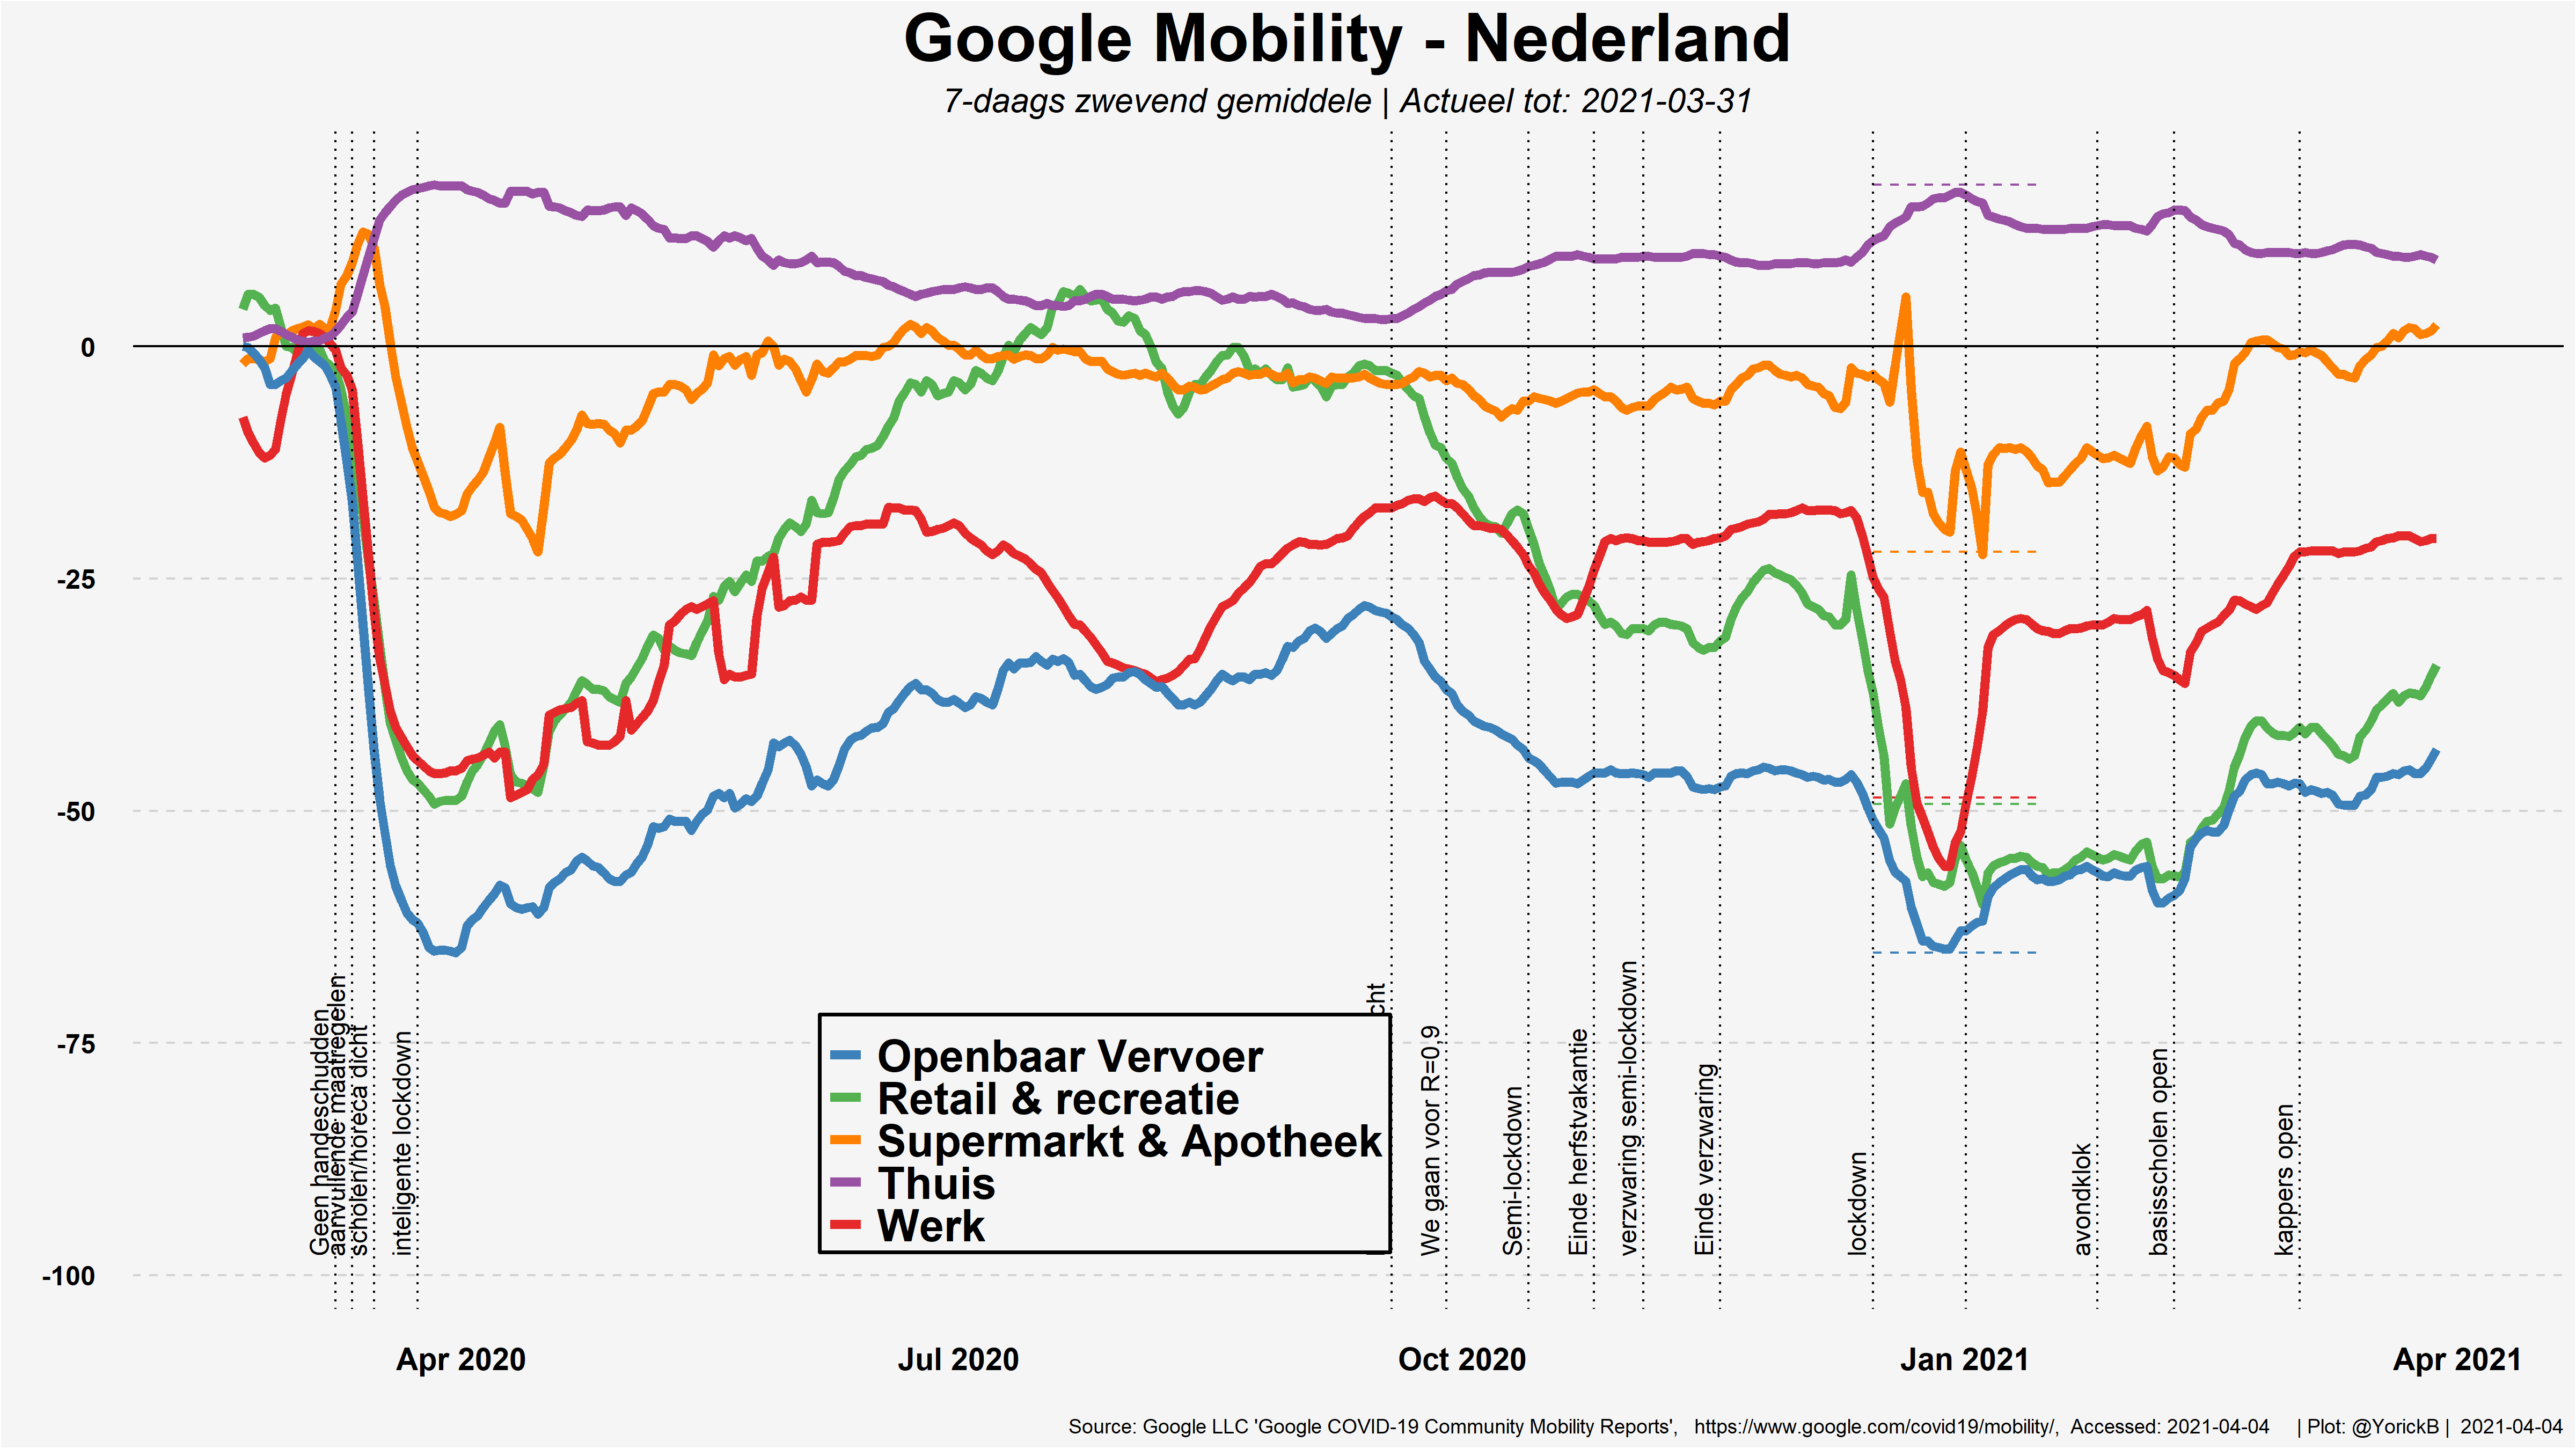 Google Mobility - Nederland
7-daags zwevend gemiddele | Actueel tot: 2021-03-31
0
-25
-50
-75
-100
Geen handeschudden
aanvullende maatregelen
scholen/horeca dicht
inteligente lockdown
We gaan voor R=0,9
Semi-lockdown
Einde herfstvakantie
verzwaring semi-lockdown
Einde verzwaring
lockdown
avondklok
basisscholen open
kappers open
Openbaar Vervoer
Retail & recreatie
Supermarkt & Apotheek
Thuis
Werk
Apr 2020
Jul 2020
Oct 2020
Jan 2021
Apr 2021
Source: Google LLC 'Google COVID-19 Community Mobility Reports', https://www.google.com/covid19/mobility/, Accessed: 2021-04-04 | Plot: @YorickB | 2021-04-04